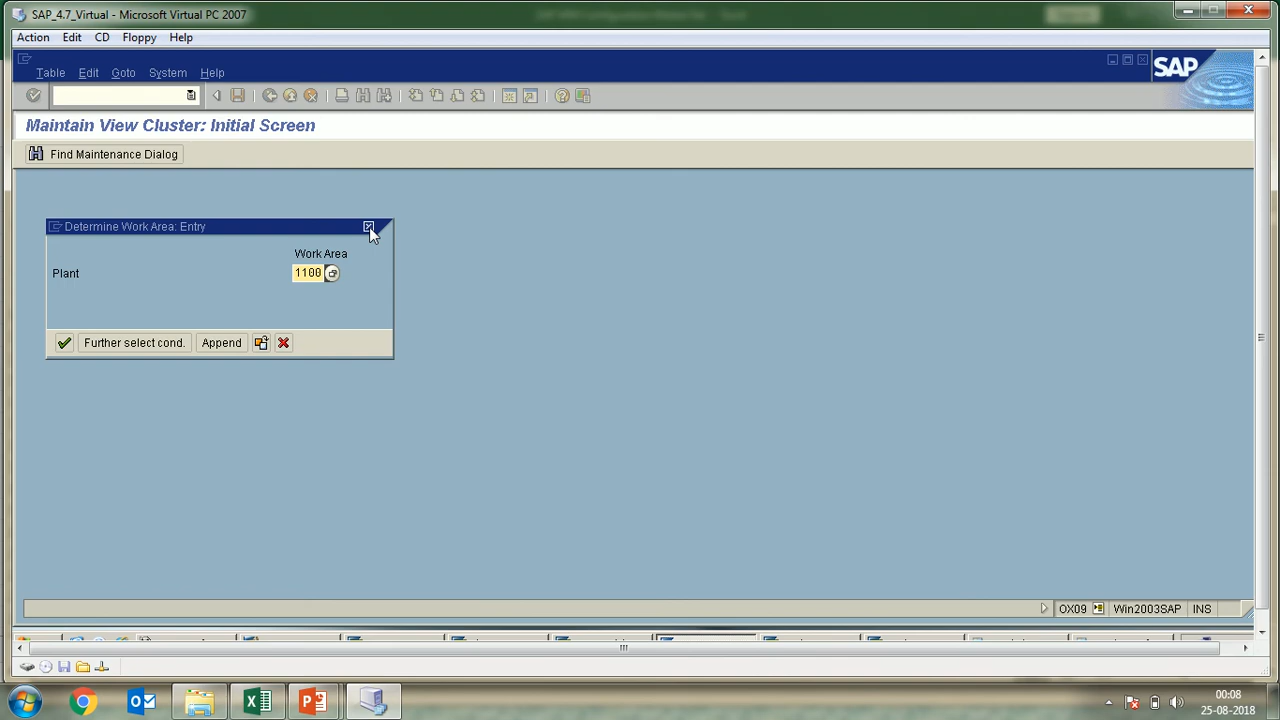 SAP_4.7_Virtual - Microsoft Virtual PC 2007
Action Edit CD Floppy Help
Table Edit Goto System Help
SAP
Maintain View Cluster: Initial Screen
Find Maintenance Dialog
Determine Work Area: Entry
Work Area
Plant 1100
Further select cond. Append
OX09 Win2003SAP INS
00:08
25-08-2018